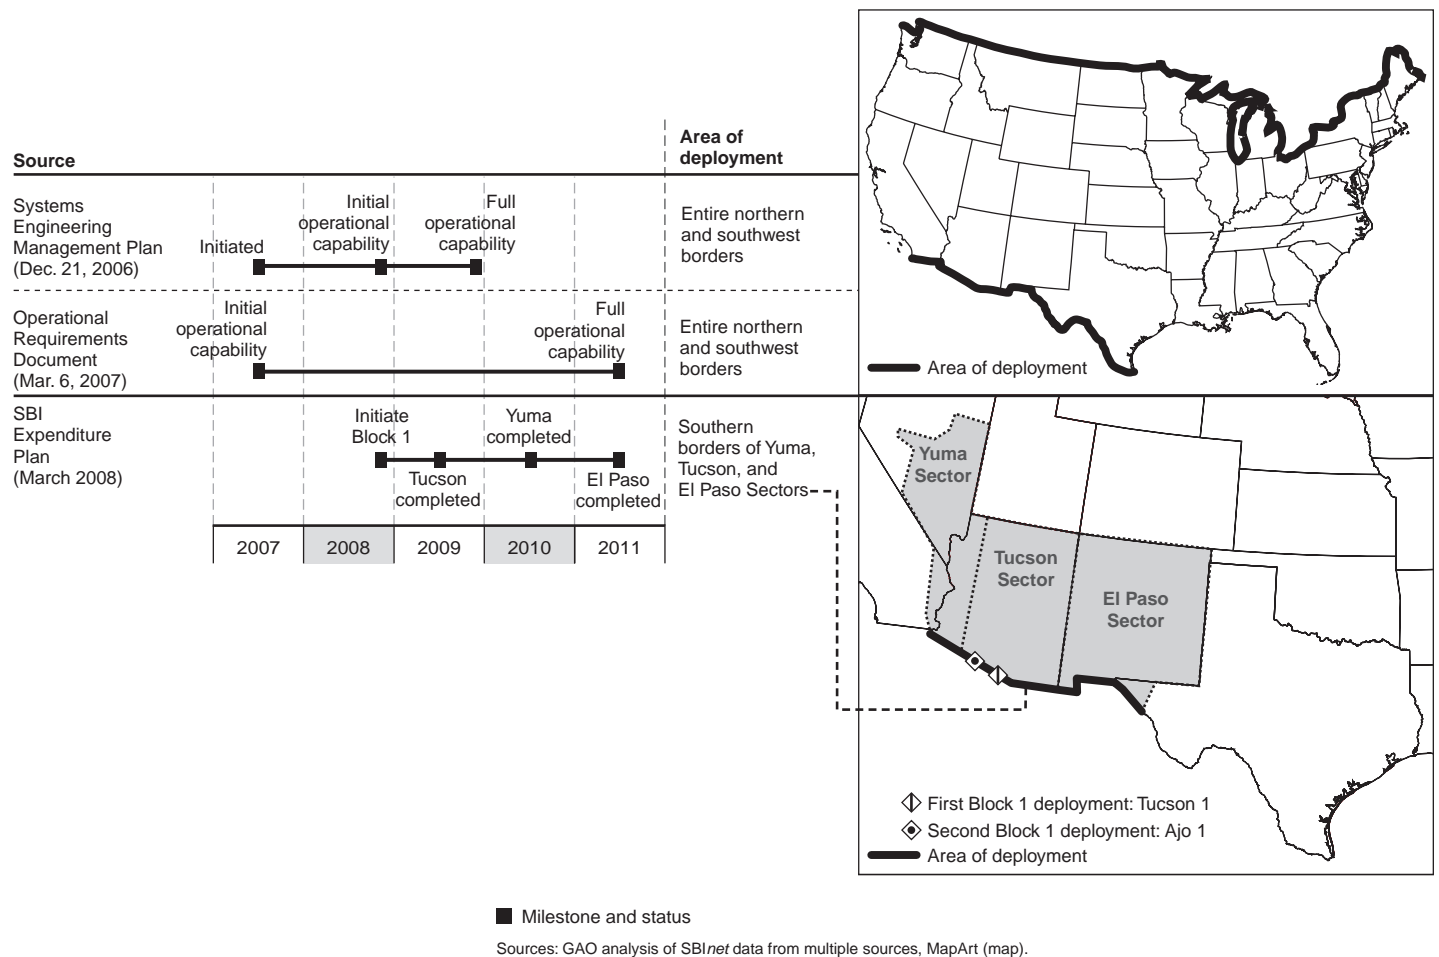 Source
Area of
deployment
Systems
Engineering
Management Plan
(Dec. 21, 2006)
Initiated
Initial
operational
capability
Full
operational
capability
Entire northern
and southwest
borders
Operational
Requirements
Document
(Mar. 6, 2007)
Initial
operational
capability
Full
operational
capability
Entire northern
and southwest
borders
SBI
Expenditure
Plan
(March 2008)
Initiate
Block 1
Tucson
completed
Yuma
completed
El Paso
completed
Southern
borders of Yuma,
Tucson, and
El Paso Sectors
2007
2008
2009
2010
2011
Area of deployment
Yuma
Sector
Tucson
Sector
El Paso
Sector
First Block 1 deployment: Tucson 1
Second Block 1 deployment: Ajo 1
Area of deployment
Milestone and status
Sources: GAO analysis of SBInet data from multiple sources, MapArt (map).